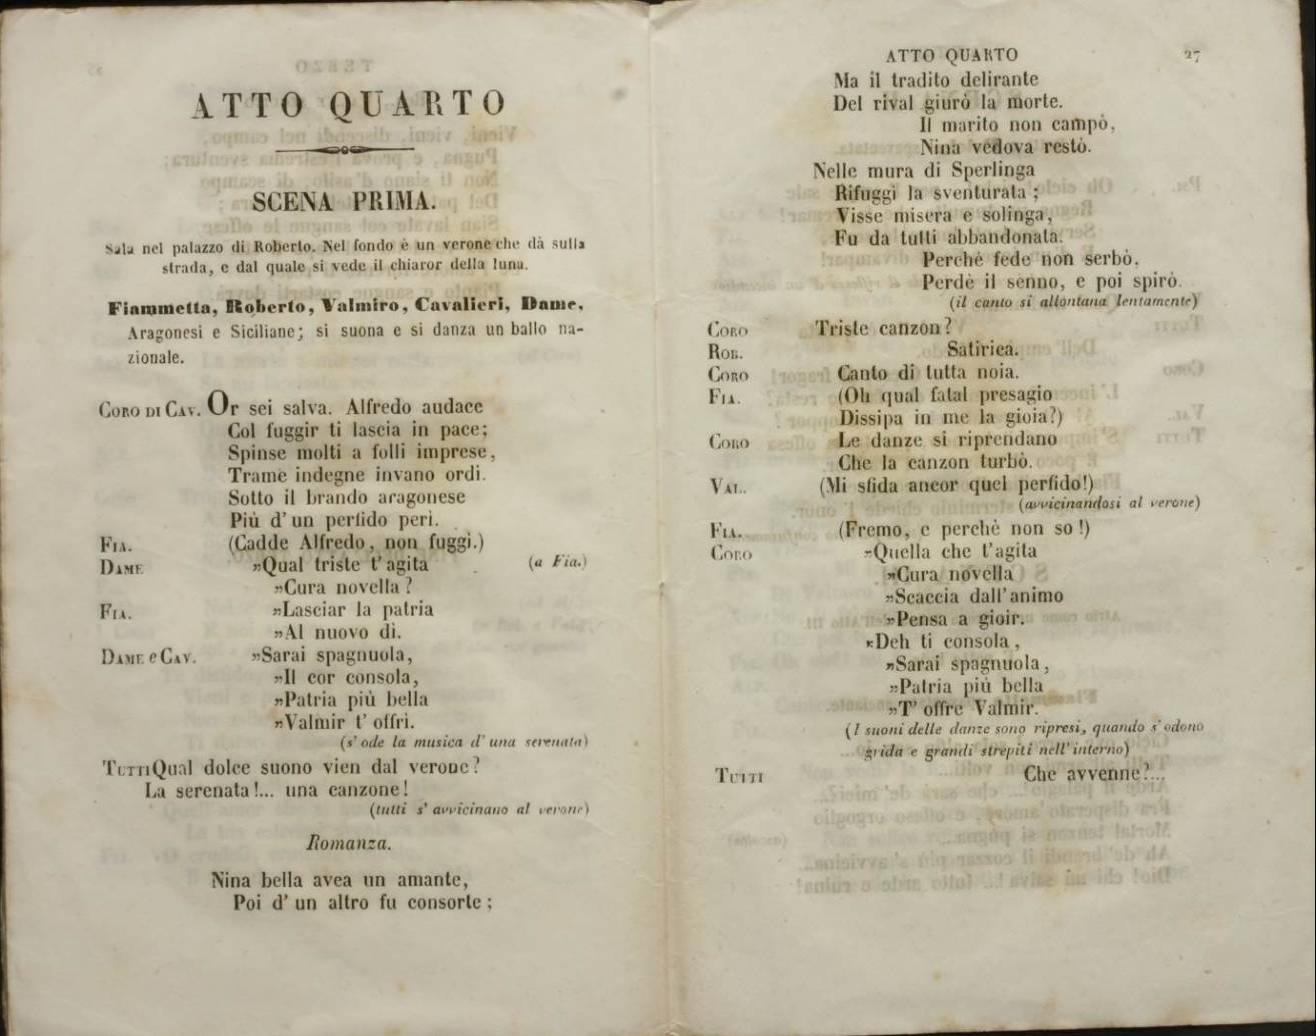 ATTO QUARTO
SCENA PRIMA.
Sala nel palazzo di Roberto. Nel fondo è un verone che dà sulla
strada, e dal quale si vede il chiaror della luna.
Fiammetta, Roberto, Valmiro, Cavalieri, Dame,
Aragonesi e Siciliane; si suona e si danza un ballo na-
zionale.
CORO DI CAV. Or sei salva. Alfredo audace
Col fuggir ti lascia in pace;
Spinse molti a folli imprese,
Trame indegne invano ordì.
Sotto il brando aragonese
Più d' un perfido perì.
FIA. (Cadde Alfredo, non fuggì.)
DAME »Qual triste t' agita (a Fia.)
»Cura novella?
FIA. »Lasciar la patria
»Al nuovo dì.
DAME e CAV. »Sarai spagnuola,
»Il cor consola,
»Patria più bella
»Valmir t' offrì.
(s' ode la musica d' una serenata)
TUTTI Qual dolce suono vien dal verone?
La serenata!... una canzone!
(tutti s' avvicinano al verone)
Romanza.
Nina bella avea un amante,
Poi d' un altro fu consorte;
ATTO QUARTO 27
Ma il tradito delirante
Del rival giurò la morte.
Il marito non campò,
Nina vedova restò.
Nelle mura di Sperlinga
Rifuggì la sventurata;
Visse misera e solinga,
Fu da tutti abbandonata.
Perchè fede non serbò,
Perdè il senno, e poi spirò.
(il canto si allontana lentamente)
CORO Triste canzon?
ROB. Satirica.
CORO Canto di tutta noia.
FIA. (Oh qual fatal presagio
Dissipa in me la gioia?)
CORO Le danze si riprendano
Che la canzon turbò.
VAL. (Mi sfida ancor quel perfido!)
(avvicinandosi al verone)
FIA. (Fremo, e perchè non so!)
CORO »Quella che t'agita
»Cura novella
»Scaccia dall'animo
»Pensa a gioir.
»Deh ti consola,
»Sarai spagnuola,
»Patria più bella
»T' offre Valmir.
(I suoni delle danze sono ripresi, quando s' odono
grida e grandi strepiti nell' interno)
TUTTI Che avvenne?...